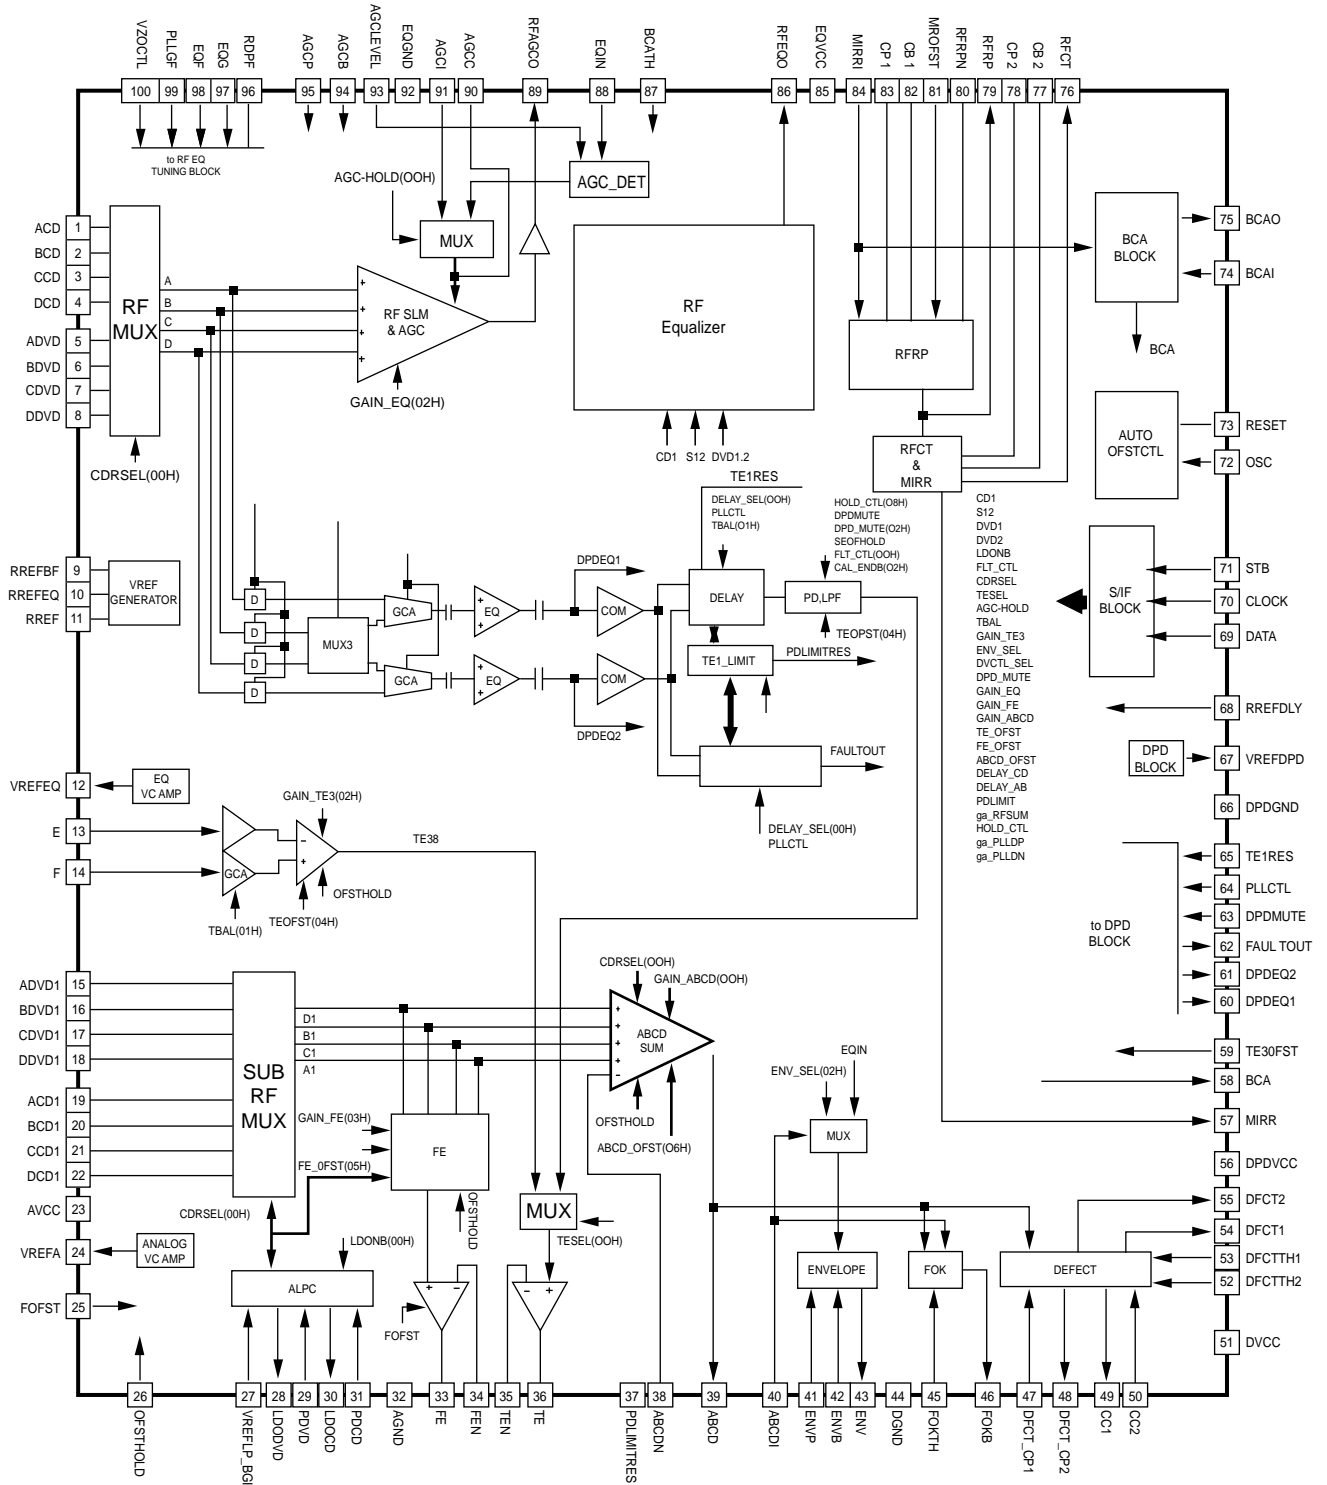 VZOCTL
PLLGF
EQF
EQG
RDPF
AGCP
AGCB
AGCLEVEL
EQGND
AGCI
AGCC
RFAGCO
EQIN
BCATH
RFEQO
EQVCC
MIRRI
CP 1
CB 1
MROFST
RFRPN
RFRP
CP 2
CB 2
RFCT
100 99 98 97 96 95 94 93 92 91 90 89 88 87 86 85 84 83 82 81 80 79 78 77 76
to RF EQ
TUNING BLOCK
AGC-HOLD(OOH)
AGC_DET
MUX
ACD 1
BCD 2
CCD 3
DCD 4
ADVD 5
BDVD 6
CDVD 7
DDVD 8
RF
MUX
A
B
C
D
CDRSEL(00H)
RF SLM
& AGC
+
+
+
+
GAIN_EQ(02H)
RF
Equalizer
CD1 S12 DVD1.2
RFRP
RFCT
&
MIRR
BCA
BLOCK
BCA
75 BCAO
74 BCAI
AUTO
OFSTCTL
73 RESET
72 OSC
RREFBF 9
RREFEQ 10
RREF 11
VREF
GENERATOR
D
D
D
D
MUX3
GCA
GCA
+
EQ
+
+
EQ
+
DPDEQ1
DPDEQ2
COM
COM
TE1RES
DELAY_SEL(OOH)
PLLCTL
TBAL(O1H)
DELAY
HOLD_CTL(O8H)
DPDMUTE
DPD_MUTE(O2H)
SEOFHOLD
FLT_CTL(OOH)
CAL_ENDB(O2H)
PD,LPF
TEOPST(04H)
TE1_LIMIT
PDLIMITRES
FAULTOUT
DELAY_SEL(00H)
PLLCTL
CD1
S12
DVD1
DVD2
LDONB
FLT_CTL
CDRSEL
TESEL
AGC-HOLD
TBAL
GAIN_TE3
ENV_SEL
DVCTL_SEL
DPD_MUTE
GAIN_EQ
GAIN_FE
GAIN_ABCD
TE_OFST
FE_OFST
ABCD_OFST
DELAY_CD
DELAY_AB
PDLIMIT
ga_RFSUM
HOLD_CTL
ga_PLLDP
ga_PLLDN
S/IF
BLOCK
71 STB
70 CLOCK
69 DATA
68 RREFDLY
DPD
BLOCK
67 VREFDPD
66 DPDGND
65 TE1RES
64 PLLCTL
63 DPDMUTE
62 FAUL TOUT
61 DPDEQ2
60 DPDEQ1
to DPD
BLOCK
59 TE30FST
58 BCA
57 MIRR
56 DPDVCC
55 DFCT2
54 DFCT1
53 DFCTTH1
52 DFCTTH2
51 DVCC
VREFEQ 12
EQ
VC AMP
E 13
F 14
GCA
TBAL(01H)
GAIN_TE3(02H)
−
+
TEOFST(04H)
OFSTHOLD
TE38
ADVD1 15
BDVD1 16
CDVD1 17
DDVD1 18
ACD1 19
BCD1 20
CCD1 21
DCD1 22
AVCC 23
VREFA 24
FOFST 25
SUB
RF
MUX
D1
B1
C1
A1
ANALOG
VC AMP
CDRSEL(00H)
LDONB(00H)
ALPC
GAIN_FE(03H)
FE_0FST(05H)
FE
OFSTHOLD
FOFST
+ −
MUX
TESEL(OOH)
− +
CDRSEL(OOH)
GAIN_ABCD(OOH)
+
+
+
+
−
ABCD
SUM
OFSTHOLD
ABCD_OFST(O6H)
ENV_SEL(02H)
EQIN
MUX
ENVELOPE
FOK
DEFECT
26 27 28 29 30 31 32 33 34 35 36 37 38 39 40 41 42 43 44 45 46 47 48 49 50
OFSTHOLD
VREFLP_BGI
LDODVD
PDVD
LDOCD
PDCD
AGND
FE
FEN
TEN
TE
PDLIMITRES
ABCDN
ABCD
ABCDI
ENVP
ENVB
ENV
DGND
FOKTH
FOKB
DFCT_CP1
DFCT_CP2
CC1
CC2